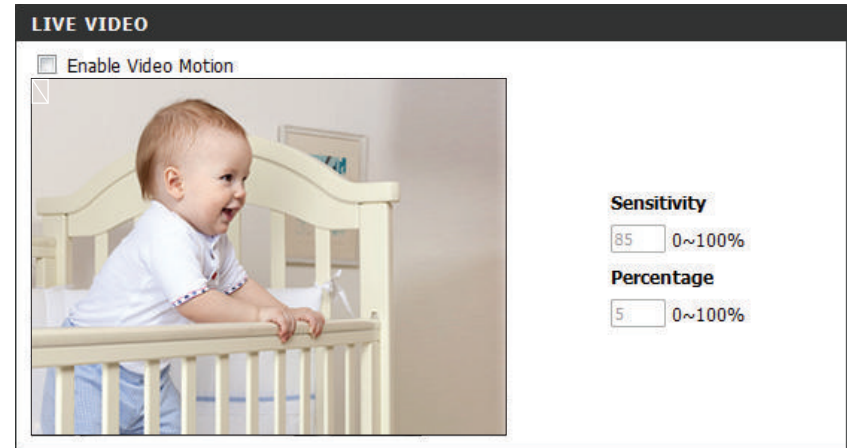 LIVE VIDEO
Enable Video Motion
Sensitivity
85 0~100%
Percentage
5 0~100%